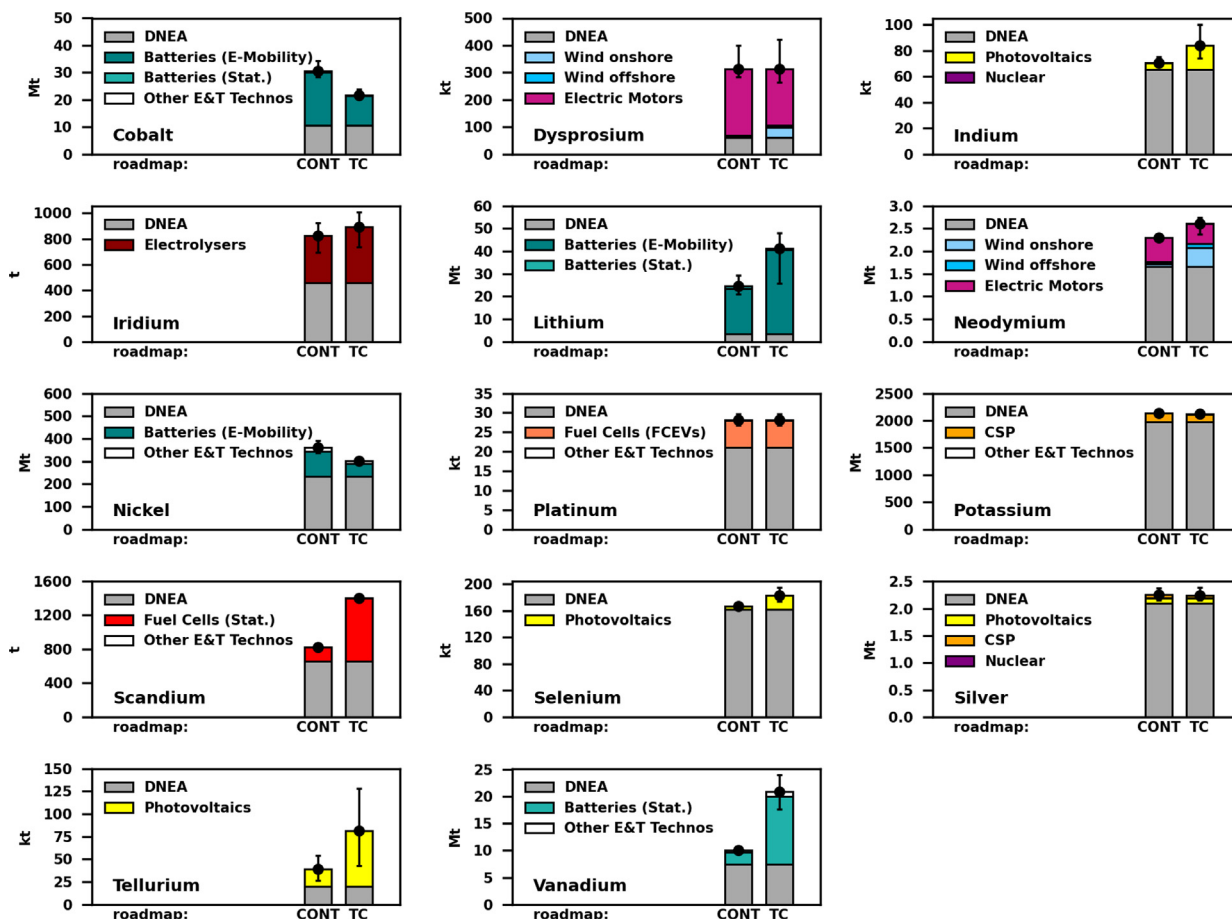 50
40
30
20
10
0
Mt
DNEA
Batteries (E-Mobility)
Batteries (Stat.)
Other E&T Technos
Cobalt
roadmap:
CONT TC
500
400
300
200
100
0
kt
DNEA
Wind onshore
Wind offshore
Electric Motors
Dysprosium
roadmap:
CONT TC
100
80
60
40
20
0
kt
DNEA
Photovoltaics
Nuclear
Indium
roadmap:
CONT TC
1000
800
600
400
200
0
t
DNEA
Electrolysers
Iridium
roadmap:
CONT TC
60
50
40
30
20
10
0
Mt
DNEA
Batteries (E-Mobility)
Batteries (Stat.)
Lithium
roadmap:
CONT TC
3.0
2.5
2.0
1.5
1.0
0.5
0.0
Mt
DNEA
Wind onshore
Wind offshore
Electric Motors
Neodymium
roadmap:
CONT TC
600
500
400
300
200
100
0
Mt
DNEA
Batteries (E-Mobility)
Other E&T Technos
Nickel
roadmap:
CONT TC
35
30
25
20
15
10
5
0
kt
DNEA
Fuel Cells (FCEVs)
Other E&T Technos
Platinum
roadmap:
CONT TC
2500
2000
1500
1000
500
0
Mt
DNEA
CSP
Other E&T Technos
Potassium
roadmap:
CONT TC
1600
1200
800
400
0
t
DNEA
Fuel Cells (Stat.)
Other E&T Technos
Scandium
roadmap:
CONT TC
200
160
120
80
40
0
kt
DNEA
Photovoltaics
Selenium
roadmap:
CONT TC
2.5
2.0
1.5
1.0
0.5
0.0
Mt
DNEA
Photovoltaics
CSP
Nuclear
Silver
roadmap:
CONT TC
150
125
100
75
50
25
0
kt
DNEA
Photovoltaics
Tellurium
roadmap:
CONT TC
25
20
15
10
5
0
Mt
DNEA
Batteries (Stat.)
Other E&T Technos
Vanadium
roadmap:
CONT TC